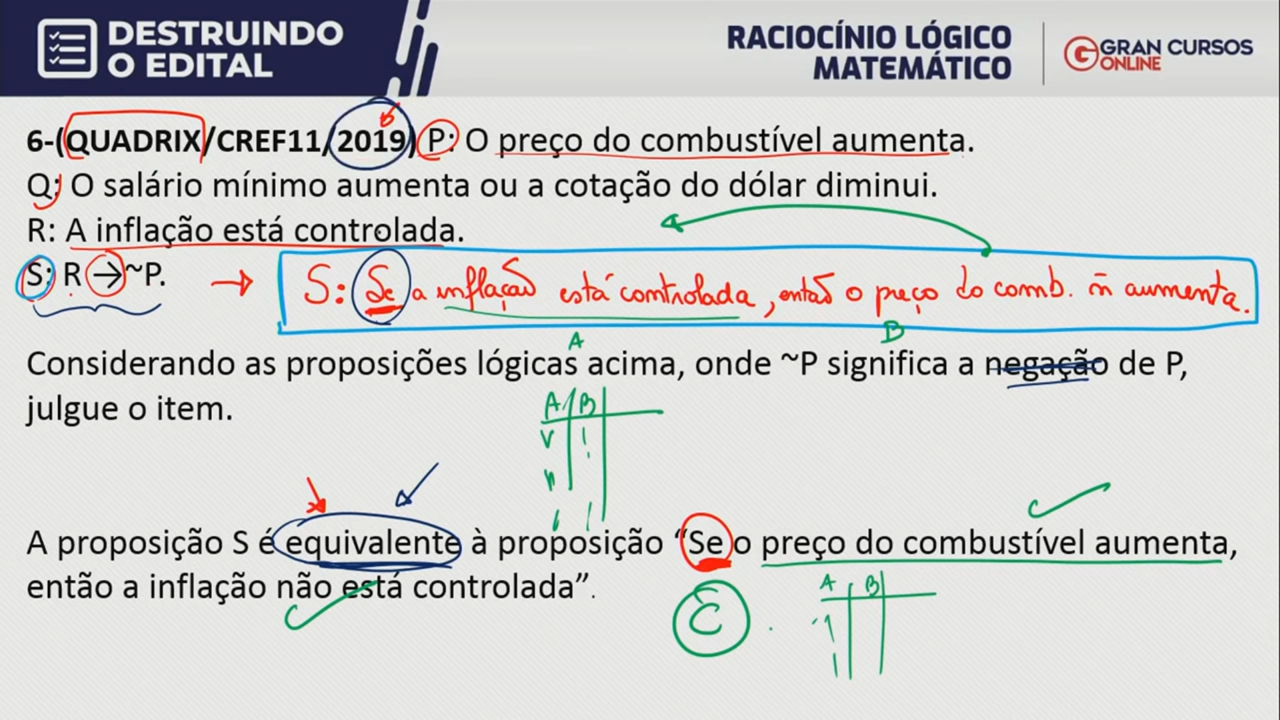 DESTRUINDO
O EDITAL
RACIOCÍNIO LÓGICO
MATEMÁTICO
GRAN CURSOS
ONLINE
6-(QUADRIX/CREF11/2019) P: O preço do combustível aumenta.
Q: O salário mínimo aumenta ou a cotação do dólar diminui.
R: A inflação está controlada.
S: R → ~P.
→ S: Se a inflação está controlada, então o preço do comb. ñ aumenta.
A B
Considerando as proposições lógicas acima, onde ~P significa a negação de P,
julgue o item.
A B
V
A proposição S é equivalente à proposição “Se o preço do combustível aumenta,
então a inflação não está controlada”.
C
A B